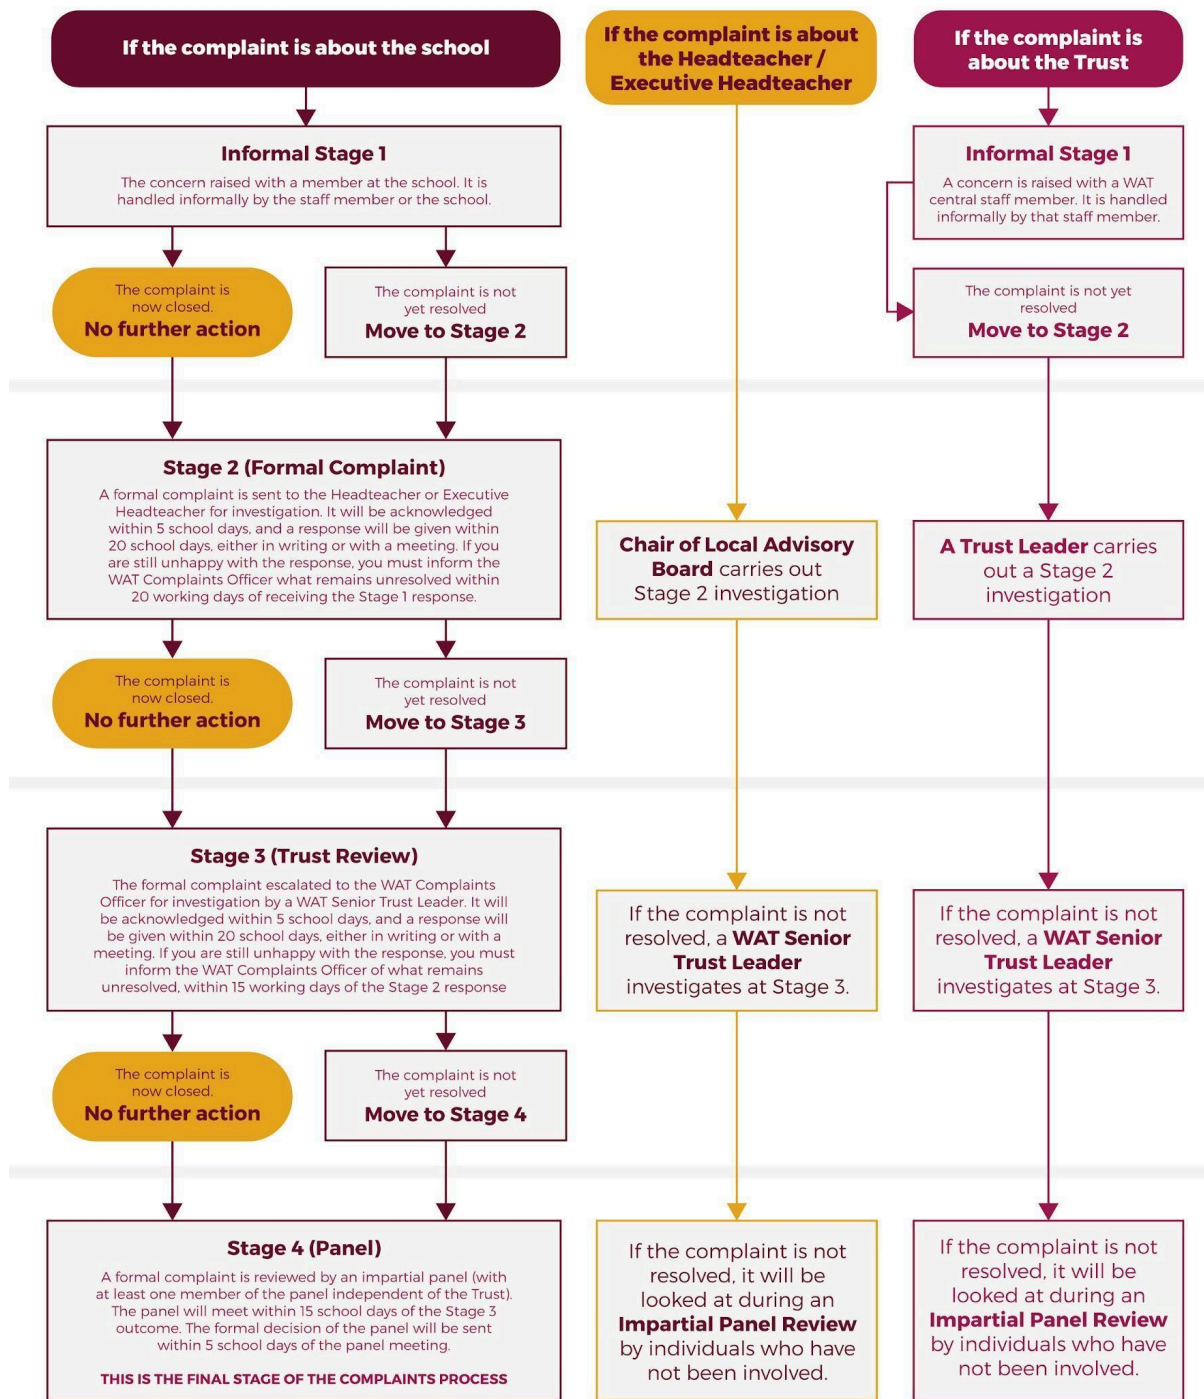 If the complaint is about the school
Informal Stage 1
The concern raised with a member at the school. It is
handled informally by the staff member or the school.
The complaint is
now closed.
No further action
The complaint is not
yet resolved
Move to Stage 2
Stage 2 (Formal Complaint)
A formal complaint is sent to the Headteacher or Executive
Headteacher for investigation. It will be acknowledged
within 5 school days, and a response will be given within
20 school days, either in writing or with a meeting. If you
are still unhappy with the response, you must inform the
WAT Complaints Officer what remains unresolved within
20 working days of receiving the Stage 1 response.
The complaint is
now closed.
No further action
The complaint is not
yet resolved
Move to Stage 3
Stage 3 (Trust Review)
The formal complaint escalated to the WAT Complaints
Officer for investigation by a WAT Senior Trust Leader. It will
be acknowledged within 5 school days, and a response will
be given within 20 school days, either in writing or with a
meeting. If you are still unhappy with the response, you must
inform the WAT Complaints Officer of what remains
unresolved, within 15 working days of the Stage 2 response
The complaint is
now closed.
No further action
The complaint is not
yet resolved
Move to Stage 4
Stage 4 (Panel)
A formal complaint is reviewed by an impartial panel (with
at least one member of the panel independent of the Trust).
The panel will meet within 15 school days of the Stage 3
outcome. The formal decision of the panel will be sent
within 5 school days of the panel meeting.
THIS IS THE FINAL STAGE OF THE COMPLAINTS PROCESS
If the complaint is about
the Headteacher /
Executive Headteacher
Chair of Local Advisory
Board carries out
Stage 2 investigation
If the complaint is not
resolved, a WAT Senior
Trust Leader
investigates at Stage 3.
If the complaint is not
resolved, it will be
looked at during an
Impartial Panel Review
by individuals who have
not been involved.
If the complaint is
about the Trust
Informal Stage 1
A concern is raised with a WAT
central staff member. It is handled
informally by that staff member.
The complaint is not yet
resolved
Move to Stage 2
A Trust Leader carries
out a Stage 2
investigation
If the complaint is not
resolved, a WAT Senior
Trust Leader
investigates at Stage 3.
If the complaint is not
resolved, it will be
looked at during an
Impartial Panel Review
by individuals who have
not been involved.